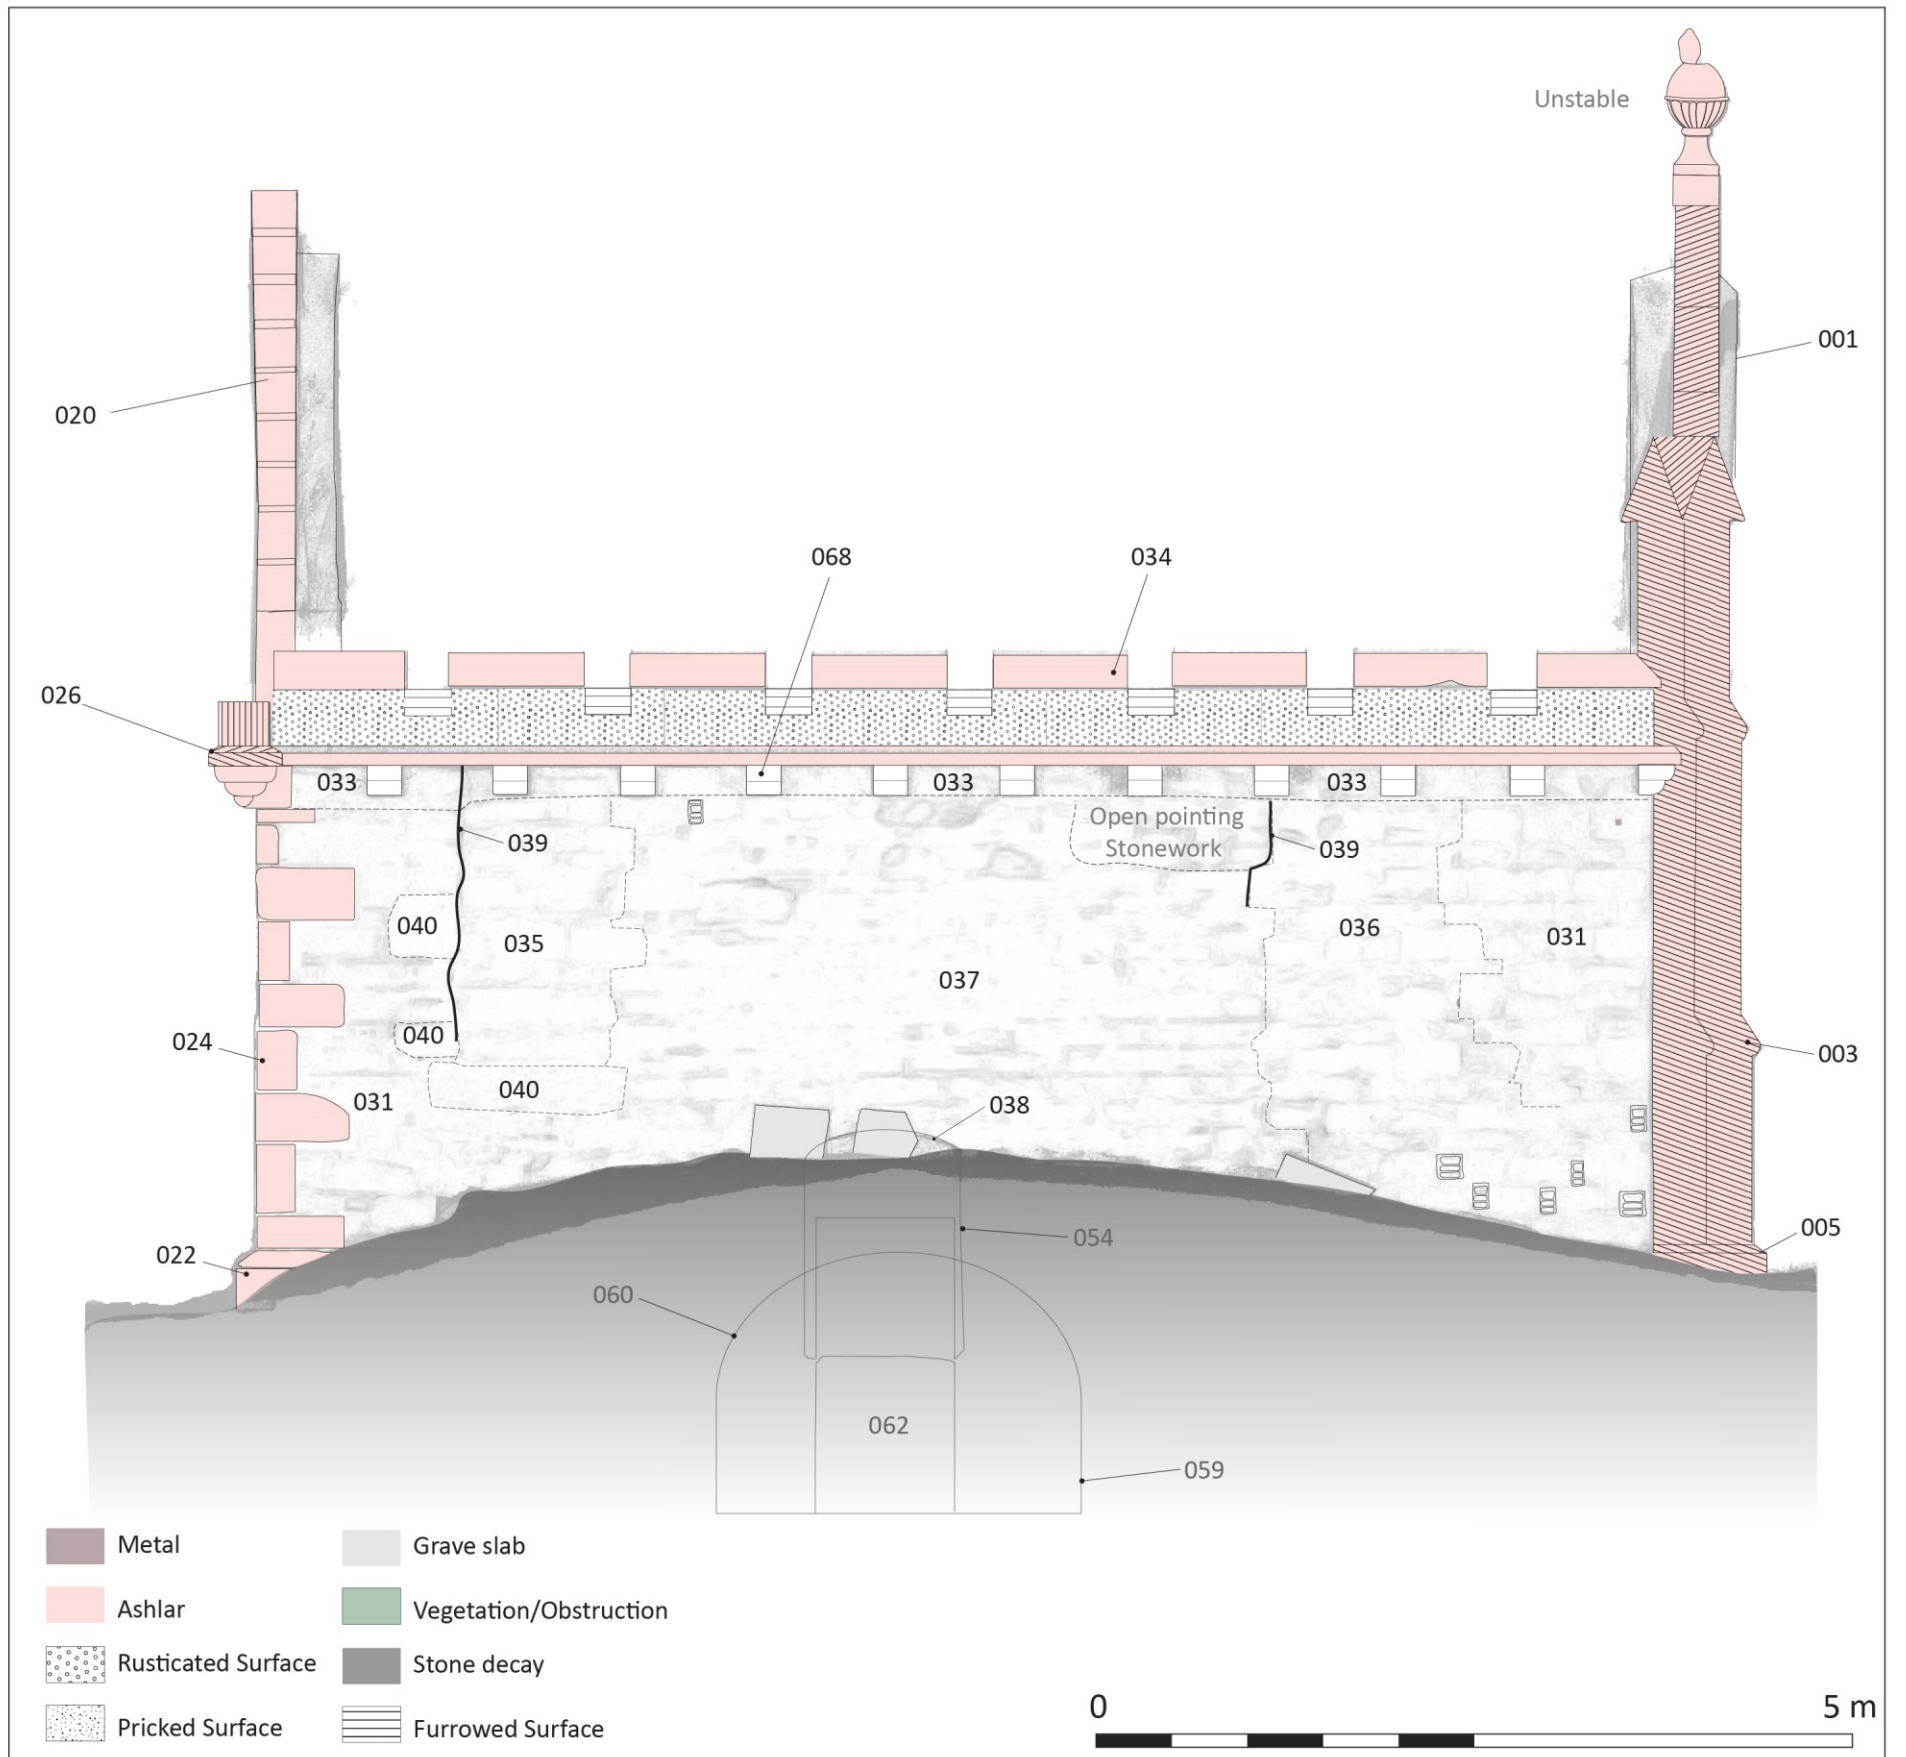 Unstable
001
020
068
034
026
033
033
033
Open pointing
Stonework
039
039
040
035
036
031
037
040
024
003
040
031
038
022
005
054
060
062
059
Metal
Grave slab
Ashlar
Vegetation/Obstruction
Rusticated Surface
Stone decay
Pricked Surface
Furrowed Surface
0
5 m